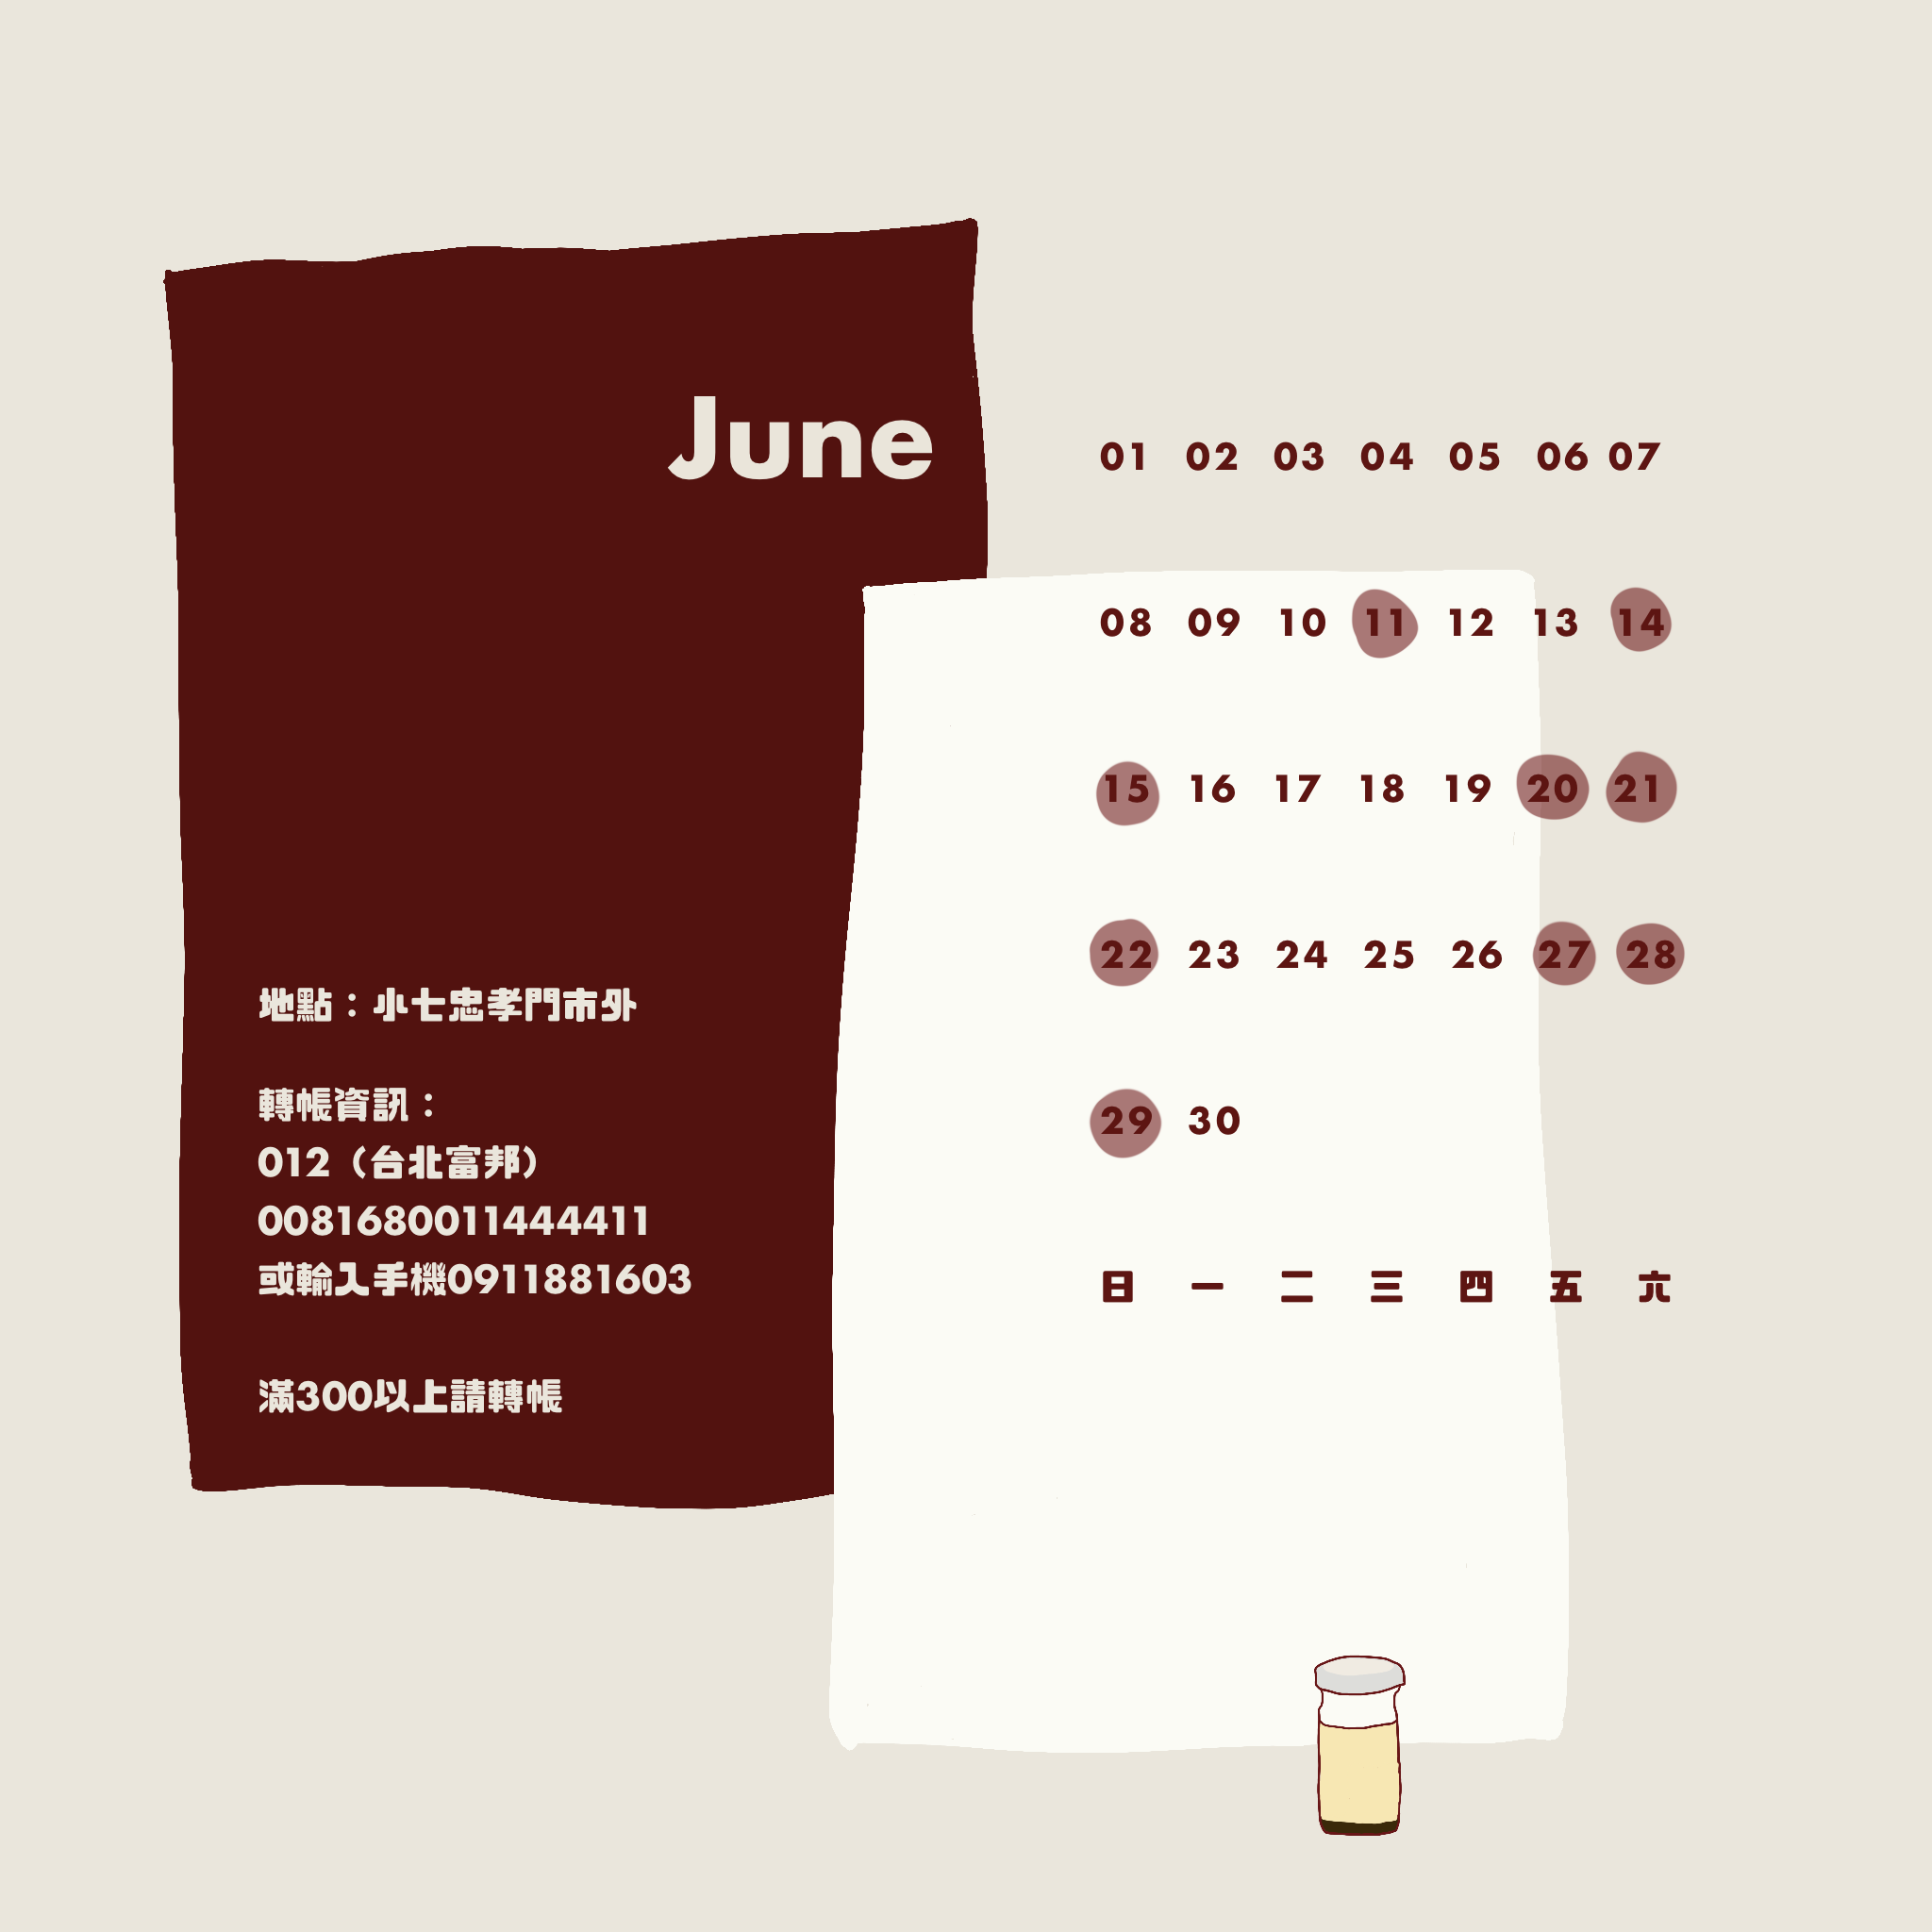 June
01 02 03 04 05 06 07
08 09 10 11 12 13 14
15 16 17 18 19 20 21
22 23 24 25 26 27 28
29 30
日 一 二 三 四 五 六
地點：小七忠孝門市外
轉帳資訊：
012（台北富邦）
0081680011444411
或輸入手機0911881603
滿300以上請轉帳